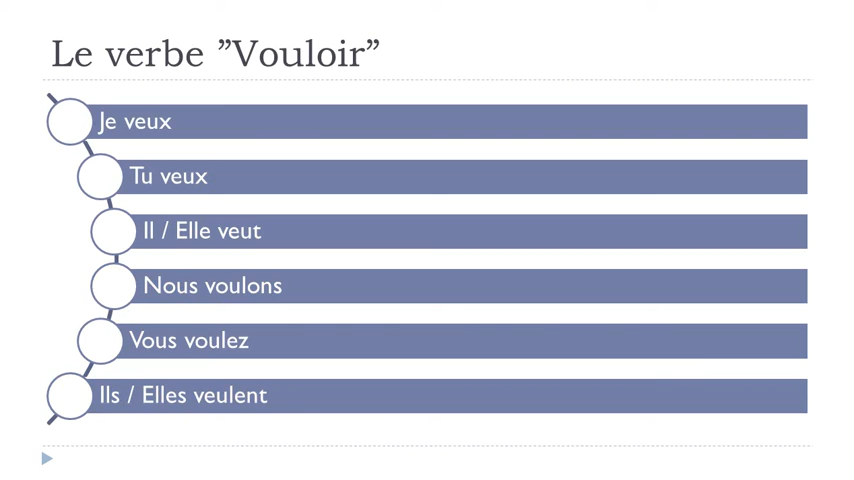 Le verbe ”Vouloir”
Je veux
Tu veux
Il / Elle veut
Nous voulons
Vous voulez
Ils / Elles veulent